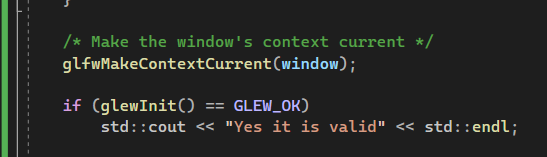 }
/* Make the window's context current */
glfwMakeContextCurrent(window);
if (glewInit() == GLEW_OK)
std::cout << "Yes it is valid" << std::endl;